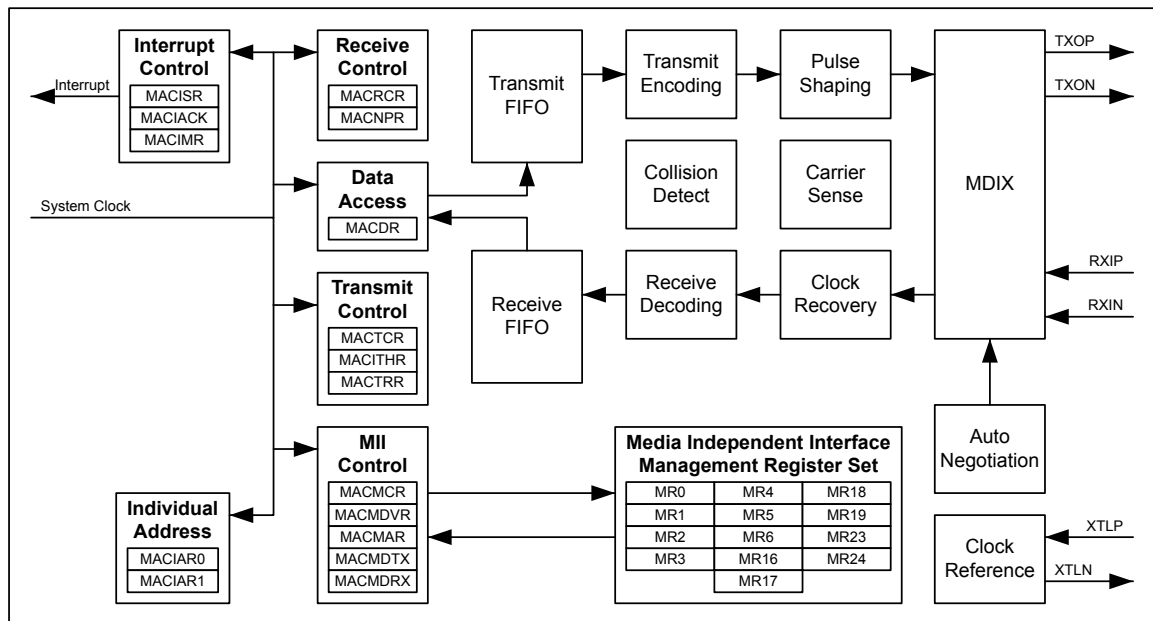 Interrupt
Control
MACISR
MACIACK
MACIMR
Interrupt
System Clock
Receive
Control
MACRCR
MACNPR
Data
Access
MACDR
Transmit
Control
MACTCR
MACITHR
MACTRR
MII
Control
MACMCR
MACMDVR
MACMAR
MACMDTX
MACMDRX
Individual
Address
MACIAR0
MACIAR1
Transmit
FIFO
Transmit
Encoding
Pulse
Shaping
Collision
Detect
Carrier
Sense
Receive
FIFO
Receive
Decoding
Clock
Recovery
MDIX
TXOP
TXON
RXIP
RXIN
Media Independent Interface
Management Register Set
MR0 MR4 MR18
MR1 MR5 MR19
MR2 MR6 MR23
MR3 MR16 MR24
MR17
Auto
Negotiation
Clock
Reference
XTLP
XTLN